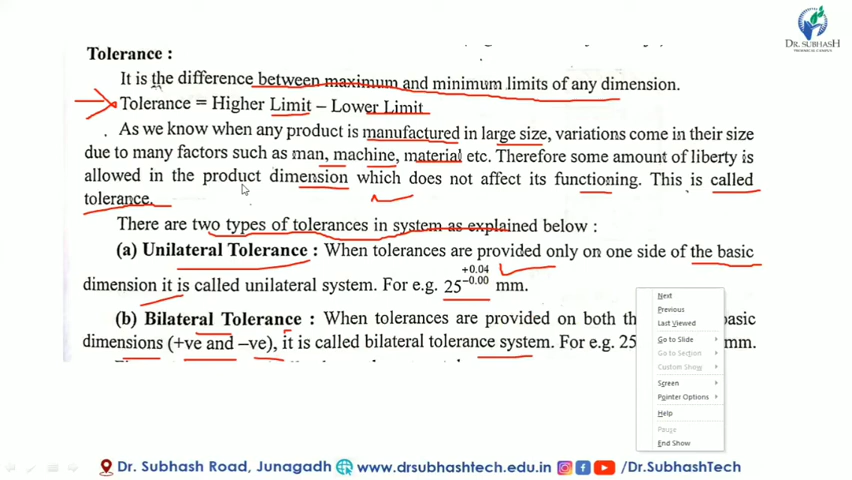 DR. SUBHASH
Tolerance :
It is the difference between maximum and minimum limits of any dimension.
Tolerance = Higher Limit – Lower Limit
As we know when any product is manufactured in large size, variations come in their size
due to many factors such as man, machine, material etc. Therefore some amount of liberty is
allowed in the product dimension which does not affect its functioning. This is called
tolerance.
There are two types of tolerances in system as explained below :
(a) Unilateral Tolerance : When tolerances are provided only on one side of the basic
dimension it is called unilateral system. For e.g. 25 +0.04 −0.00 mm.
(b) Bilateral Tolerance : When tolerances are provided on both th basic
dimensions (+ve and –ve), it is called bilateral tolerance system. For e.g. 25 mm.
Next
Previous
Last Viewed
Go to Slide
Go to Section
Custom Show
Screen
Pointer Options
Help
Pause
End Show
Dr. Subhash Road, Junagadh www.drsubhashtech.edu.in /Dr.SubhashTech